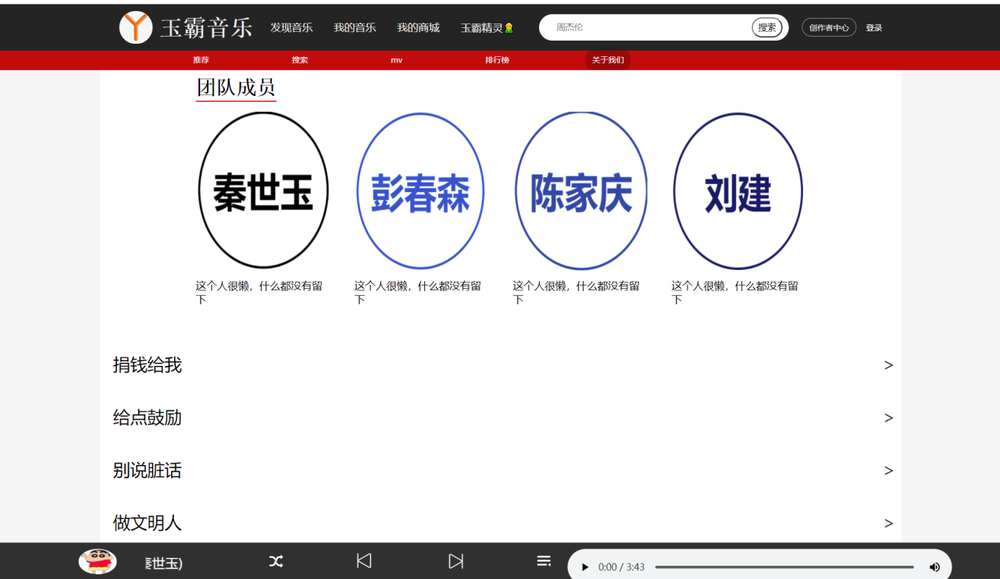 玉霸音乐 发现音乐 我的音乐 我的商城 玉霸精灵 周杰伦 搜索 创作者中心 登录
推荐 搜索 mv 排行榜 关于我们
团队成员
秦世玉 彭春森 陈家庆 刘建
这个人很懒，什么都没有留下
这个人很懒，什么都没有留下
这个人很懒，什么都没有留下
这个人很懒，什么都没有留下
捐钱给我 >
给点鼓励 >
别说脏话 >
做文明人 >
世玉) 0:00 / 3:43